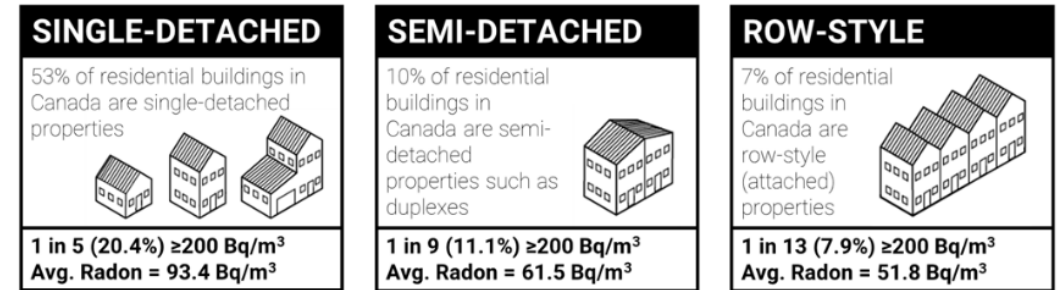 SINGLE-DETACHED
53% of residential buildings in
Canada are single-detached
properties
1 in 5 (20.4%) ≥200 Bq/m³
Avg. Radon = 93.4 Bq/m³
SEMI-DETACHED
10% of residential
buildings in
Canada are semi-
detached
properties such as
duplexes
1 in 9 (11.1%) ≥200 Bq/m³
Avg. Radon = 61.5 Bq/m³
ROW-STYLE
7% of residential
buildings in
Canada are
row-style
(attached)
properties
1 in 13 (7.9%) ≥200 Bq/m³
Avg. Radon = 51.8 Bq/m³